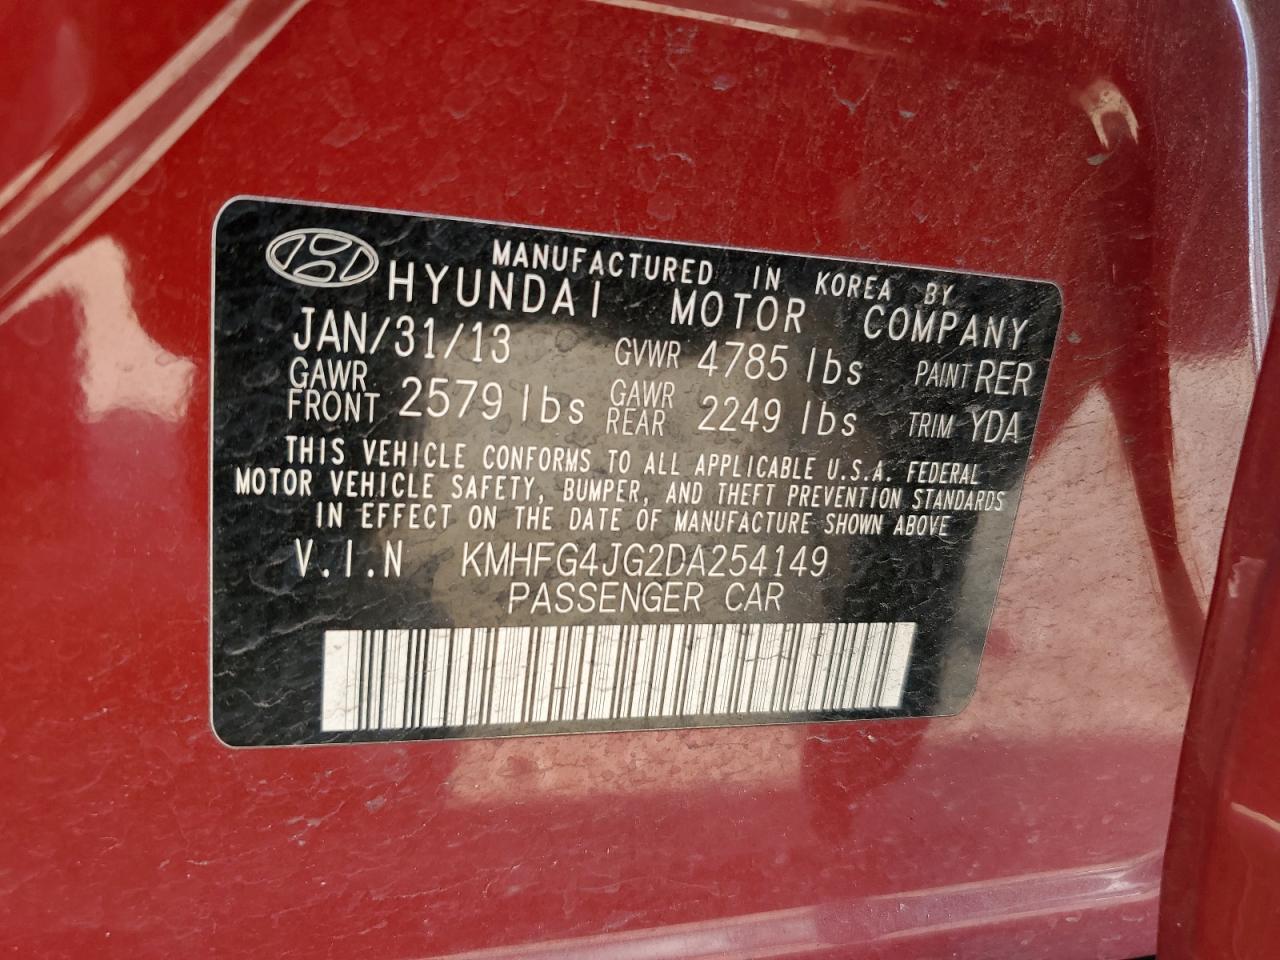 MANUFACTURED IN KOREA BY
HYUNDAI MOTOR COMPANY
JAN/31/13 GVWR 4785 lbs PAINT RER
GAWR FRONT 2579 lbs GAWR REAR 2249 lbs TRIM YDA
THIS VEHICLE CONFORMS TO ALL APPLICABLE U.S.A. FEDERAL
MOTOR VEHICLE SAFETY, BUMPER, AND THEFT PREVENTION STANDARDS
IN EFFECT ON THE DATE OF MANUFACTURE SHOWN ABOVE
V.I.N KMHFG4JG2DA254149
PASSENGER CAR